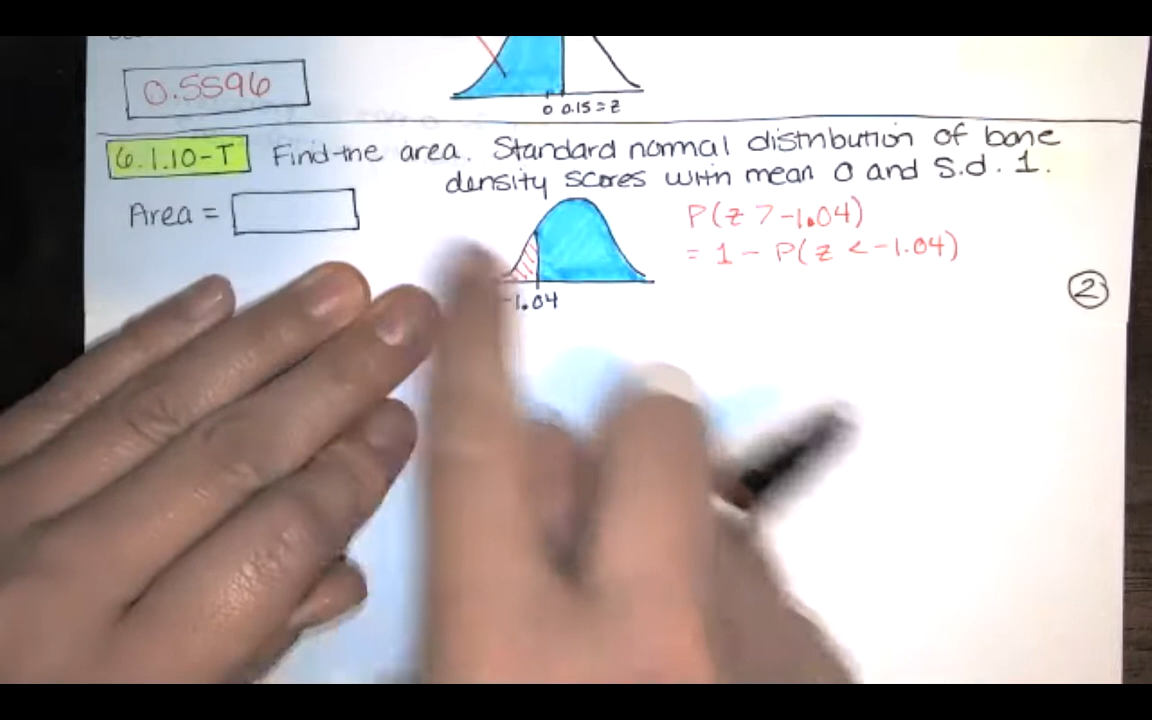 0.5596
0 0.15 = z
6.1.10-T Find the area. Standard normal distribution of bone
density scores with mean 0 and S.d. 1.
Area =
P(z > -1.04)
= 1 - P(z < -1.04)
-1.04
2